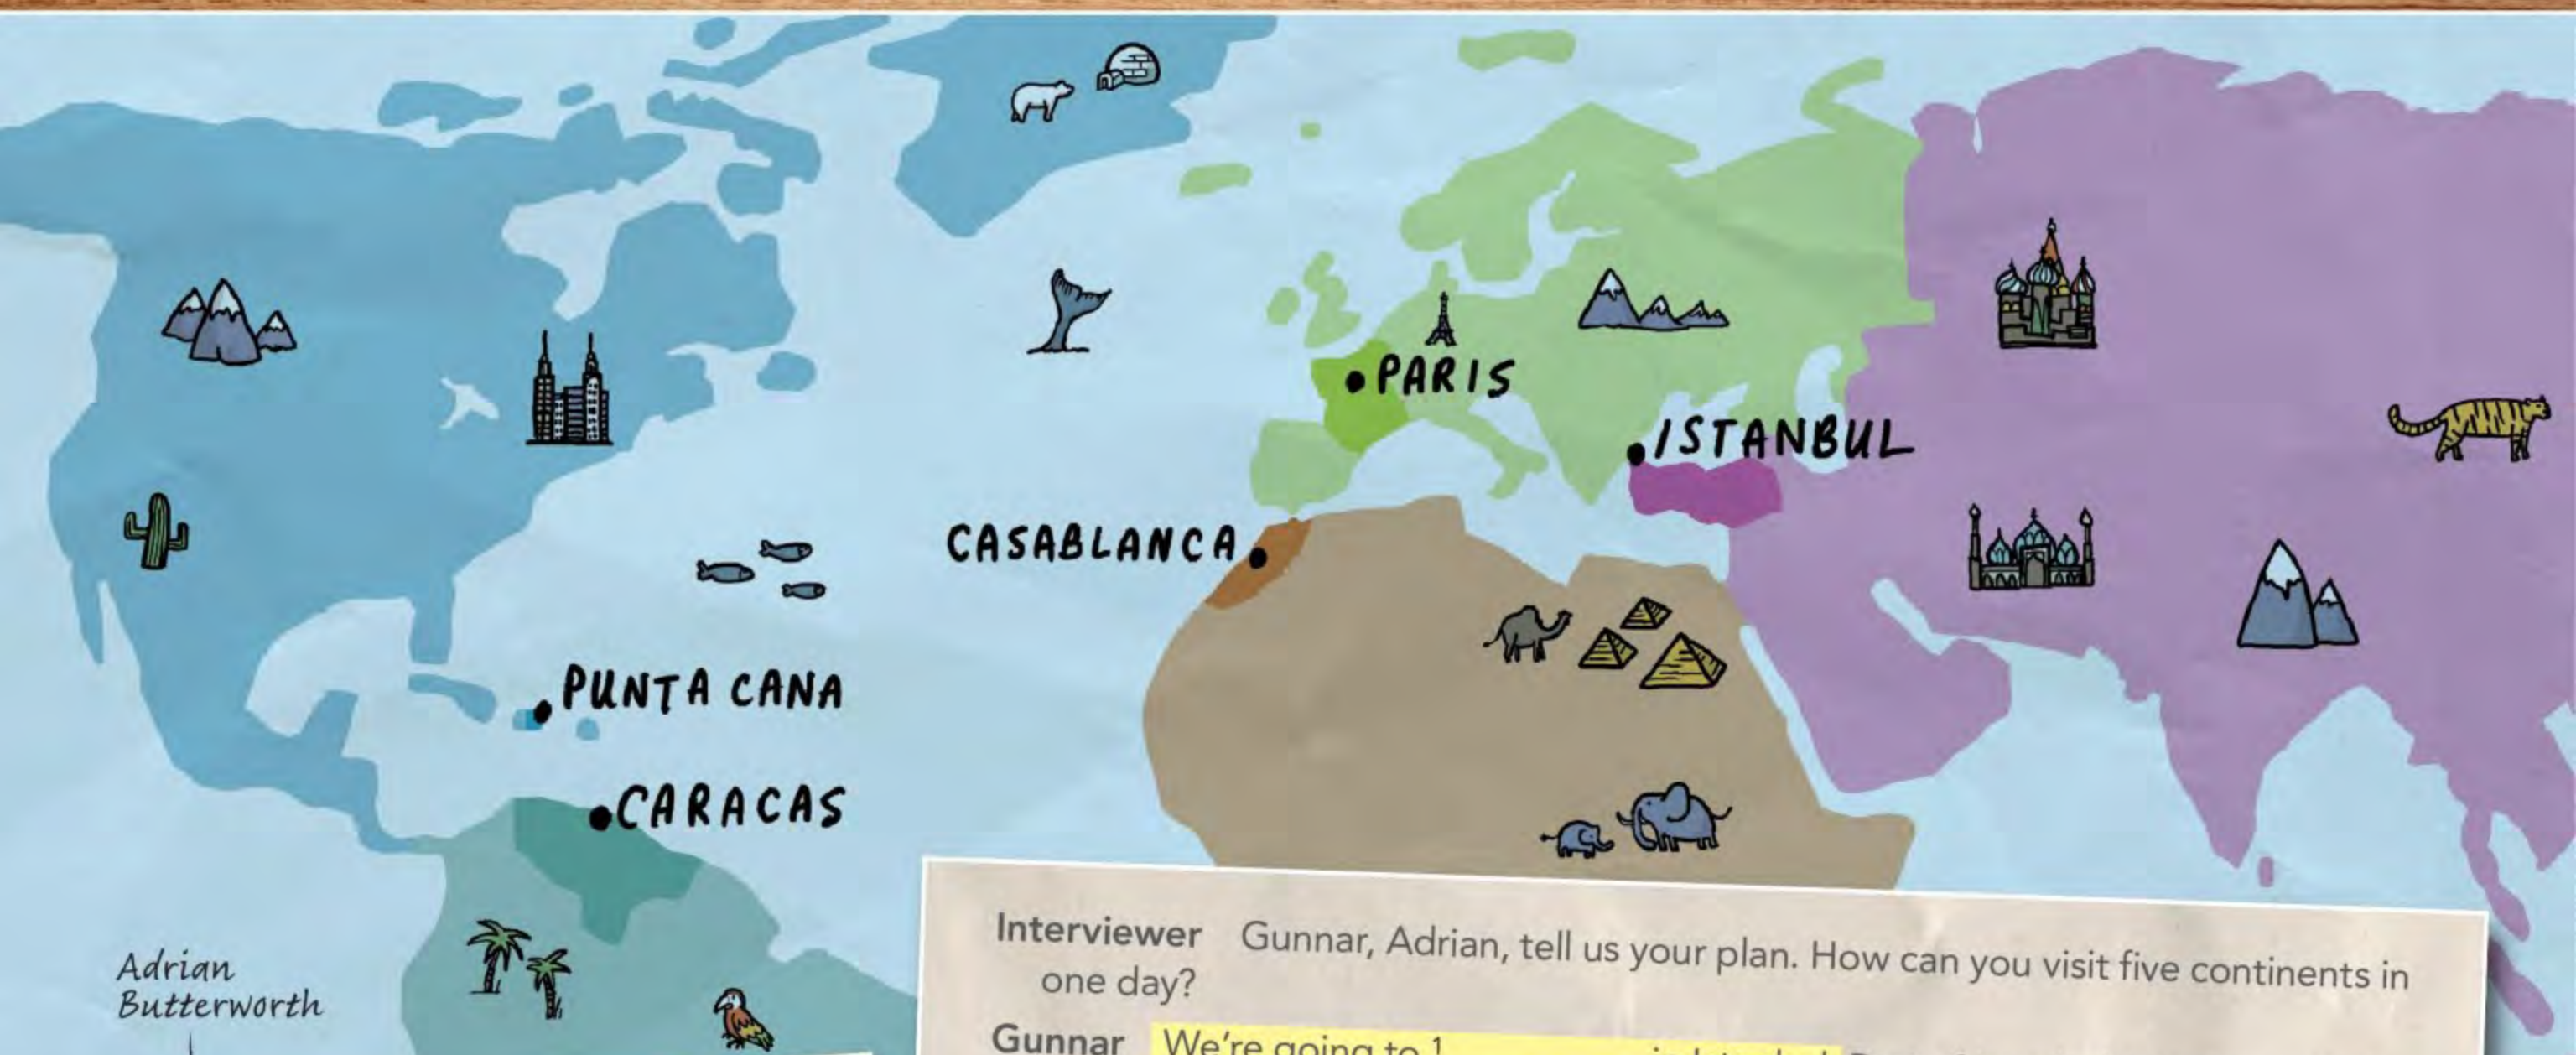 PARIS
ISTANBUL
CASABLANCA
PUNTA CANA
CARACAS
Adrian
Butterworth
Interviewer Gunnar, Adrian, tell us your plan. How can you visit five continents in
one day?
Gunnar We're going to 1